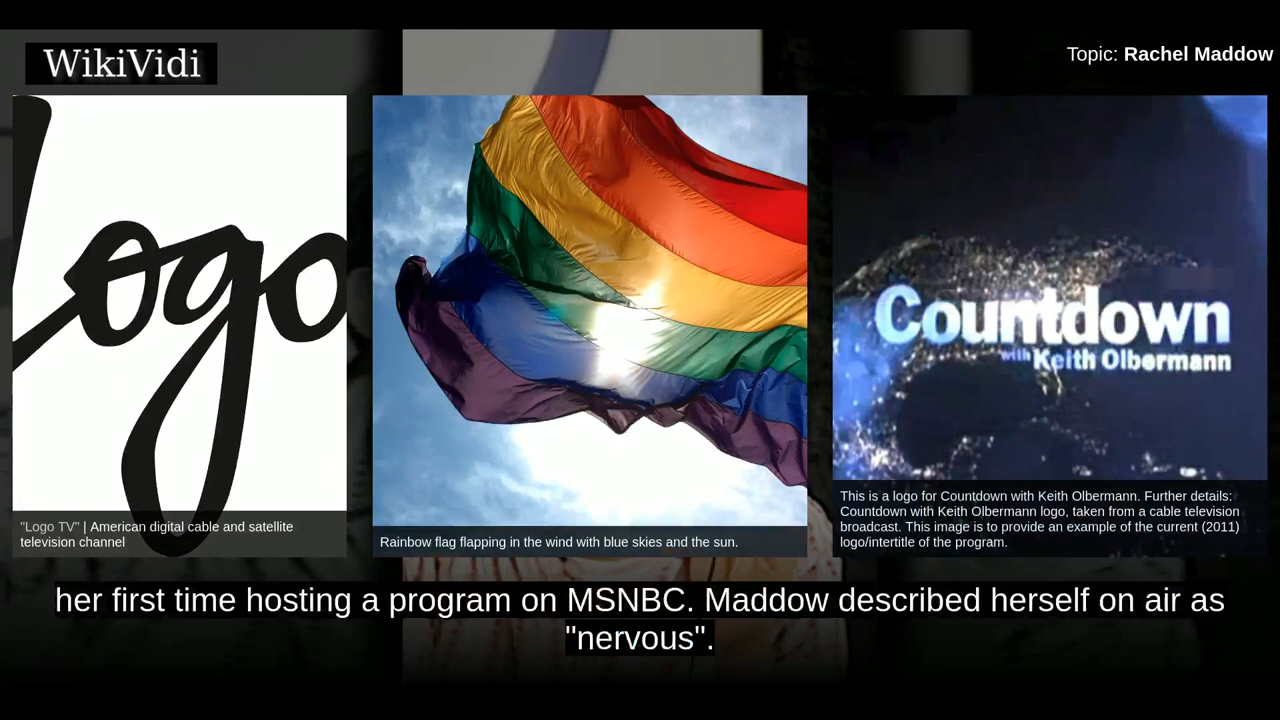 WikiVidi
Topic: Rachel Maddow
Logo
"Logo TV" | American digital cable and satellite
television channel
Rainbow flag flapping in the wind with blue skies and the sun.
Countdown
with Keith Olbermann
This is a logo for Countdown with Keith Olbermann. Further details:
Countdown with Keith Olbermann logo, taken from a cable television
broadcast. This image is to provide an example of the current (2011)
logo/intertitle of the program.
her first time hosting a program on MSNBC. Maddow described herself on air as
"nervous".